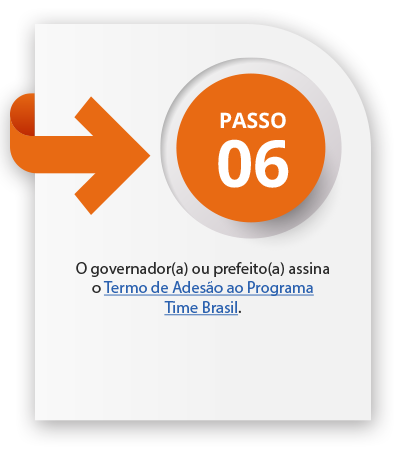 PASSO
06
O governador(a) ou prefeito(a) assina
o Termo de Adesão ao Programa
Time Brasil.